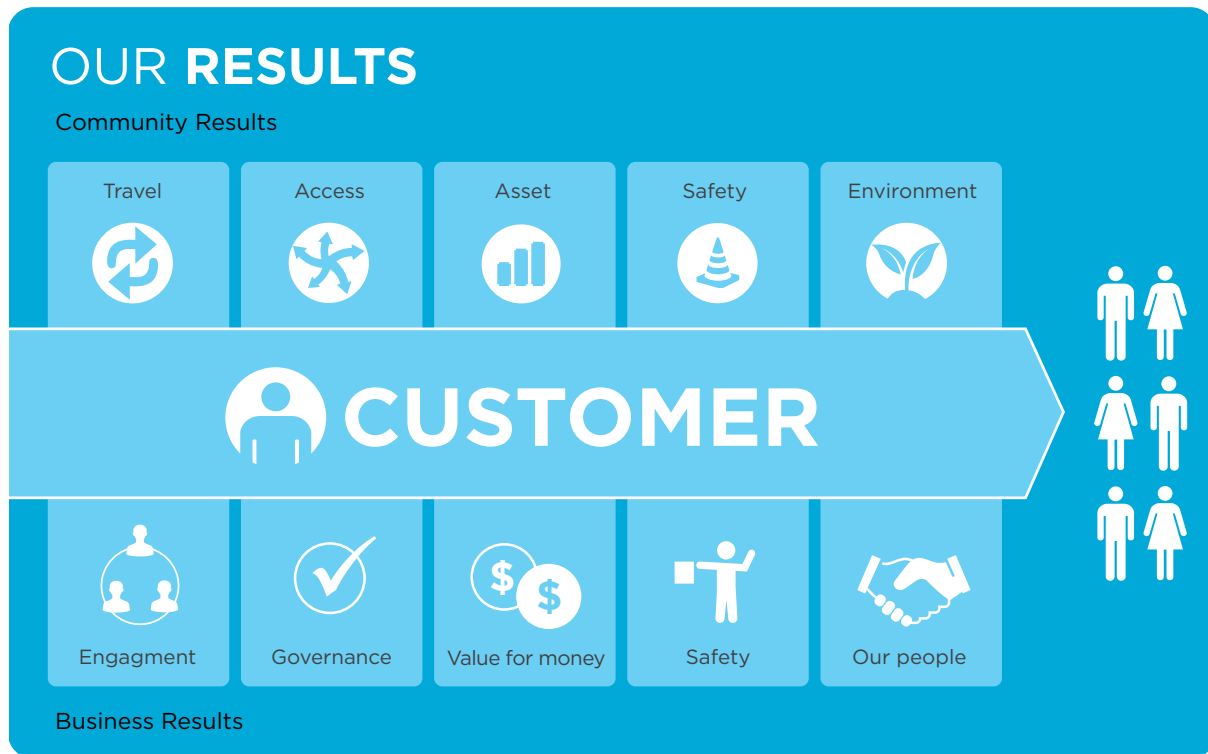 OUR RESULTS
Community Results
Travel
Access
Asset
Safety
Environment
CUSTOMER
$
$
Engagment
Governance
Value for money
Safety
Our people
Business Results